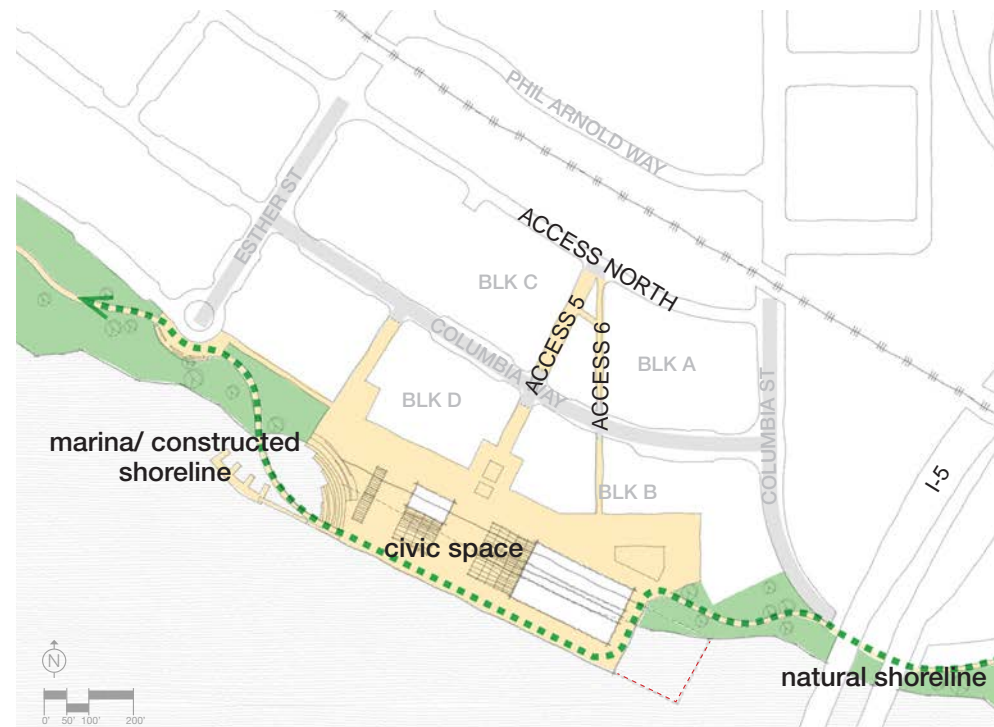 PHIL ARNOLD WAY
ESTHER ST
ACCESS NORTH
BLK C
ACCESS 5
ACCESS 6
COLUMBIA WAY
BLK A
BLK D
COLUMBIA ST
marina/ constructed
shoreline
BLK B
I-5
civic space
N
natural shoreline
0' 50' 100' 200'